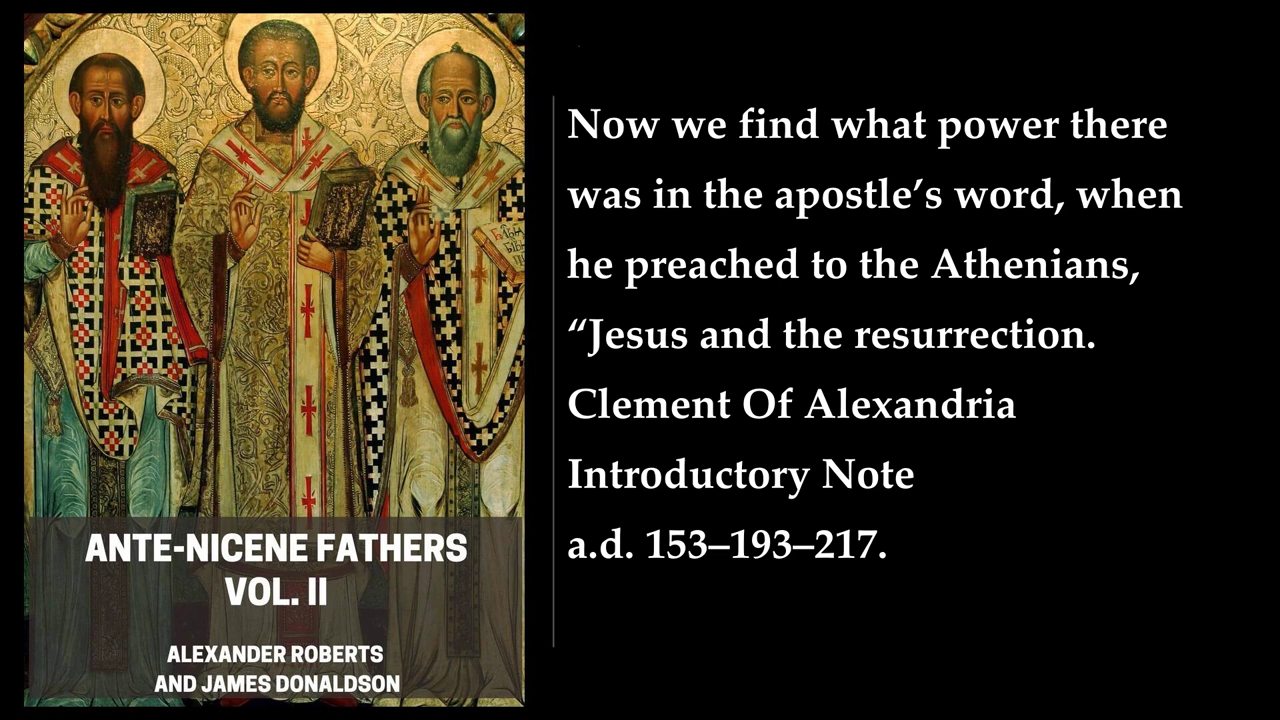 ANTE-NICENE FATHERS
VOL. II
ALEXANDER ROBERTS
AND JAMES DONALDSON
Now we find what power there
was in the apostle’s word, when
he preached to the Athenians,
“Jesus and the resurrection.
Clement Of Alexandria
Introductory Note
a.d. 153–193–217.